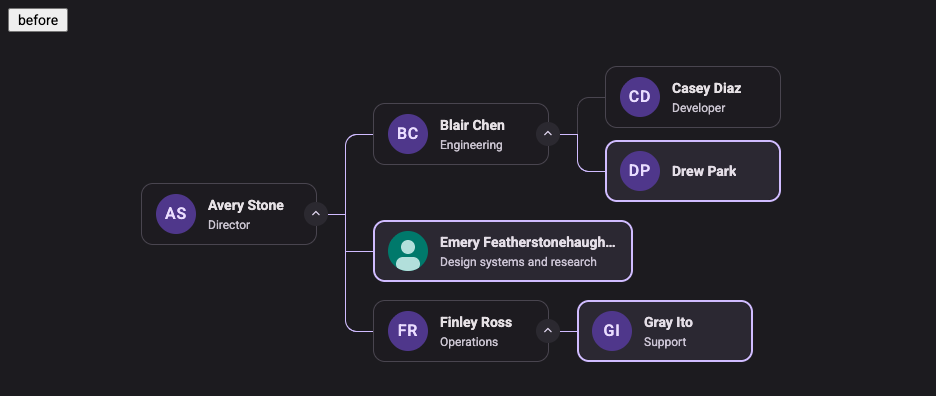 before
AS
Avery Stone
Director
BC
Blair Chen
Engineering
CD
Casey Diaz
Developer
DP
Drew Park
Emery Featherstonehaugh...
Design systems and research
FR
Finley Ross
Operations
GI
Gray Ito
Support